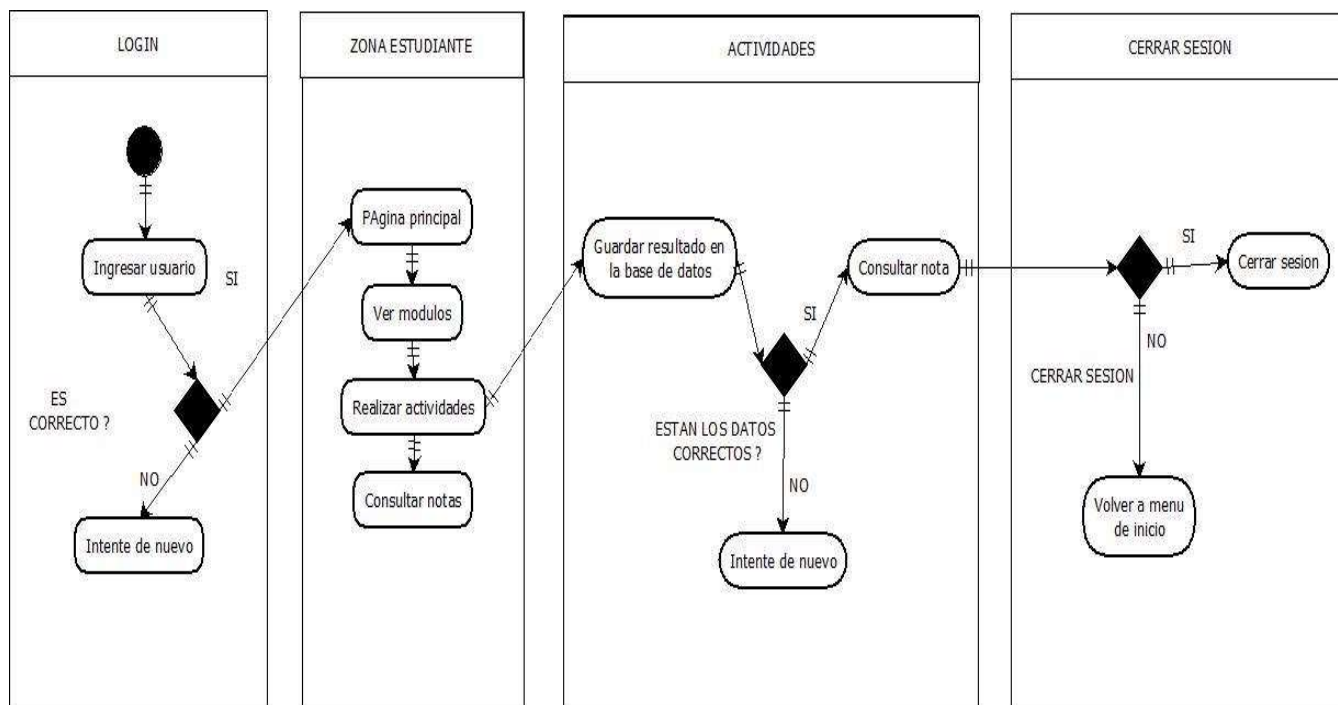 LOGIN
ZONA ESTUDIANTE
ACTIVIDADES
CERRAR SESION
Ingresar usuario
SI
ES
CORRECTO ?
NO
Intente de nuevo
PAgina principal
Ver modulos
Realizar actividades
Consultar notas
Guardar resultado en
la base de datos
SI
Consultar nota
ESTAN LOS DATOS
CORRECTOS ?
NO
Intente de nuevo
SI
Cerrar sesion
NO
CERRAR SESION
Volver a menu
de inicio